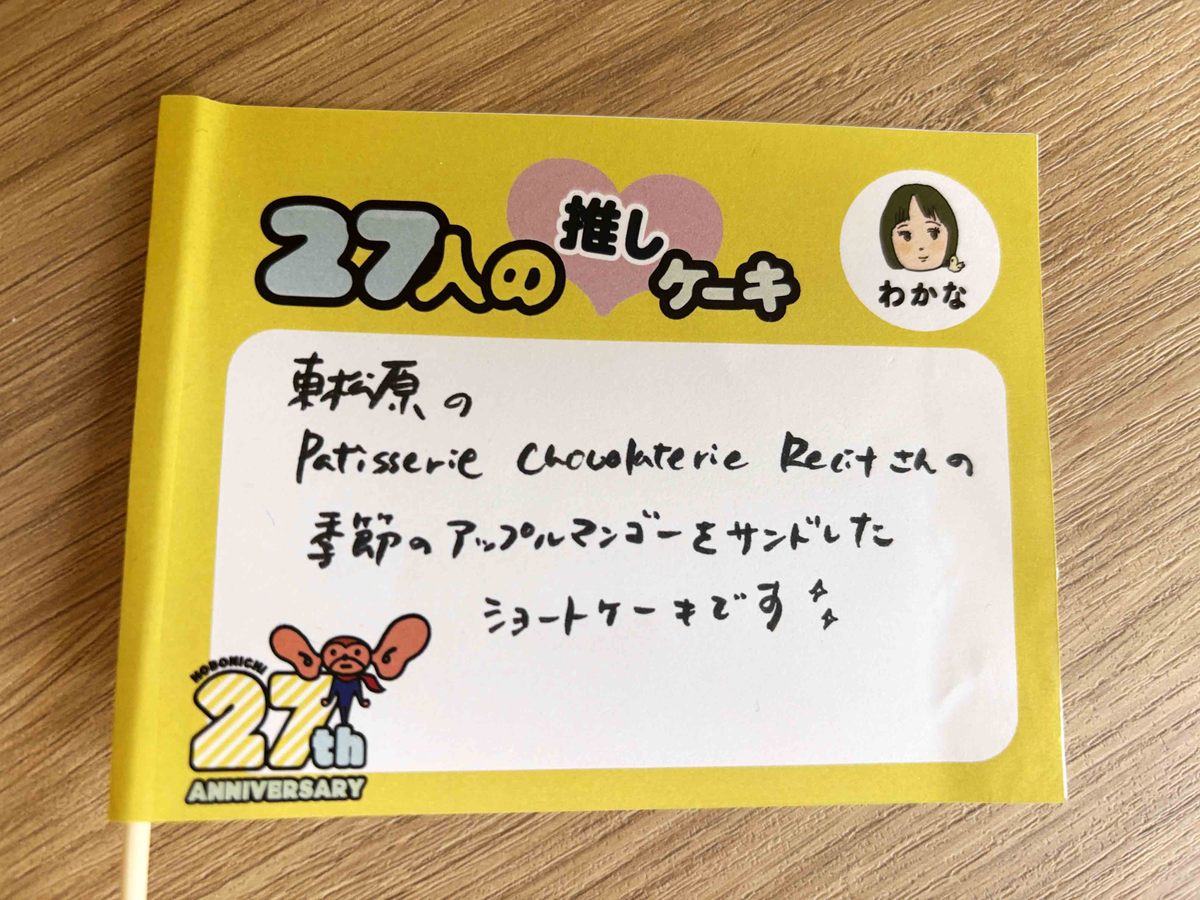 27人の推しケーキ
わかな
東松原の
Patisserie Chocolaterie Recitさんの
季節のアップルマンゴーをサンドした
ショートケーキです
HOBONICHI
27th
ANNIVERSARY